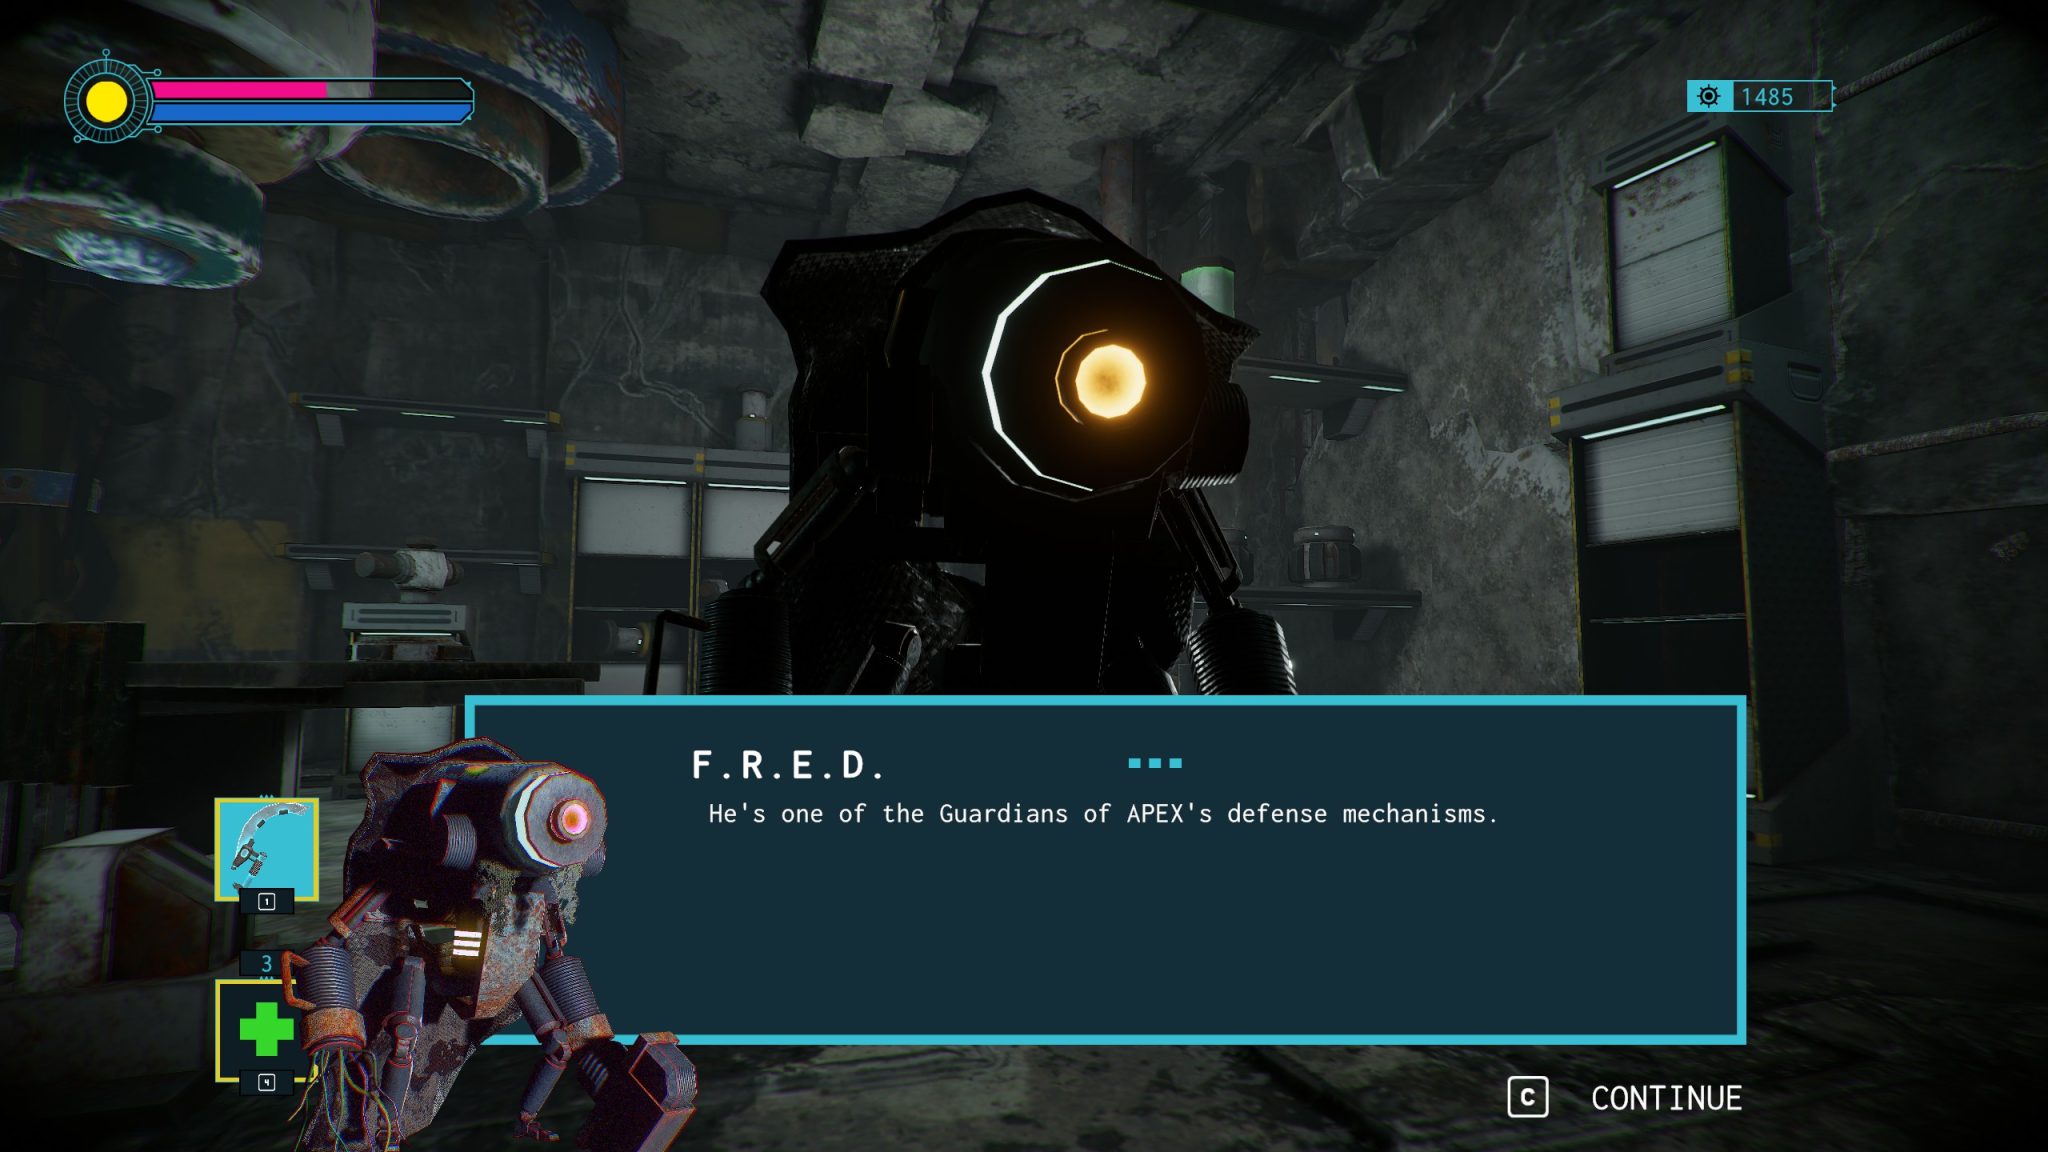 1485
F.R.E.D.
He's one of the Guardians of APEX's defense mechanisms.
1
3
4
C CONTINUE